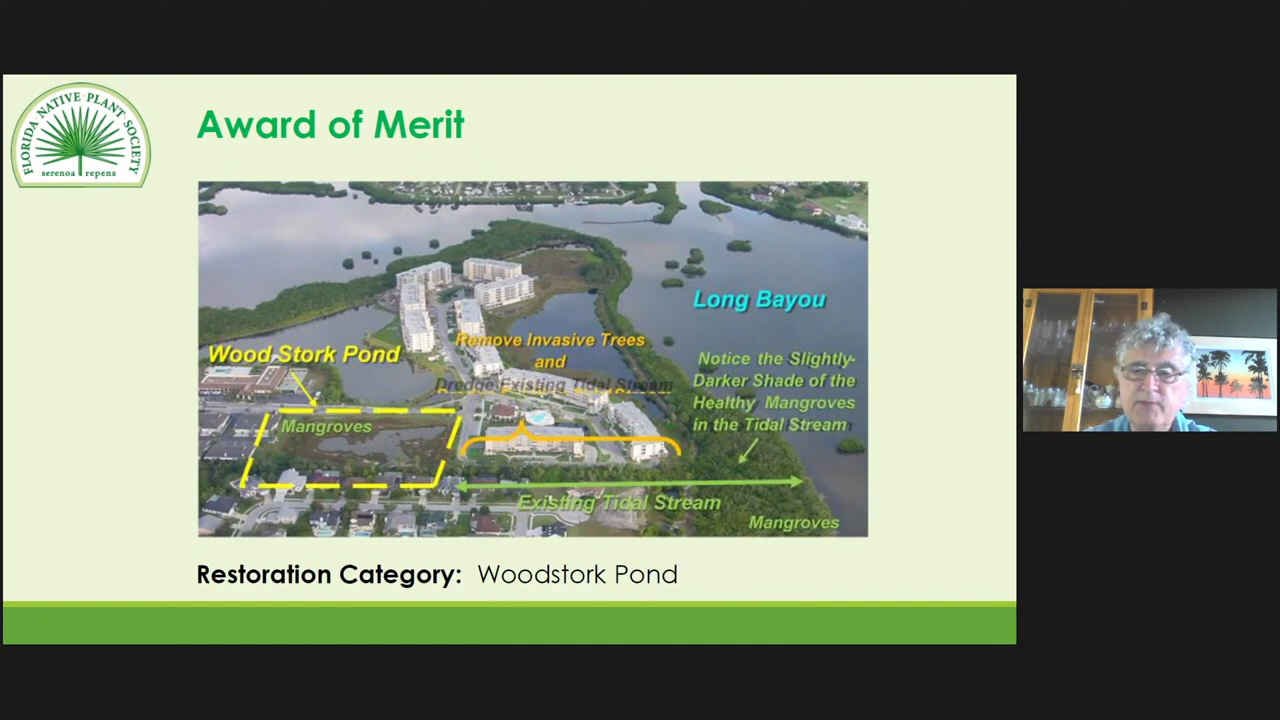 FLORIDA NATIVE PLANT SOCIETY
serenoa repens
Award of Merit
Long Bayou
Remove Invasive Trees
and
Dredge Existing Tidal Stream
Wood Stork Pond
Notice the Slightly-
Darker Shade of the
Healthy Mangroves
in the Tidal Stream
Mangroves
Existing Tidal Stream
Mangroves
Restoration Category: Woodstork Pond